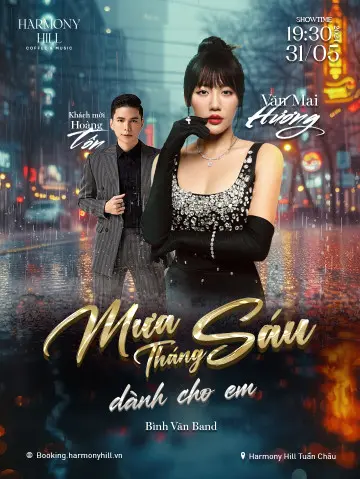 HARMONY
HILL
COFFEE & MUSIC
SHOWTIME
19:30
31/05
Khách mời
Hoàng
Tôn
Văn Mai
Hương
Mưa
Tháng
Sáu
dành cho em
Bình Văn Band
Booking.harmonyhill.vn
Harmony Hill Tuần Châu